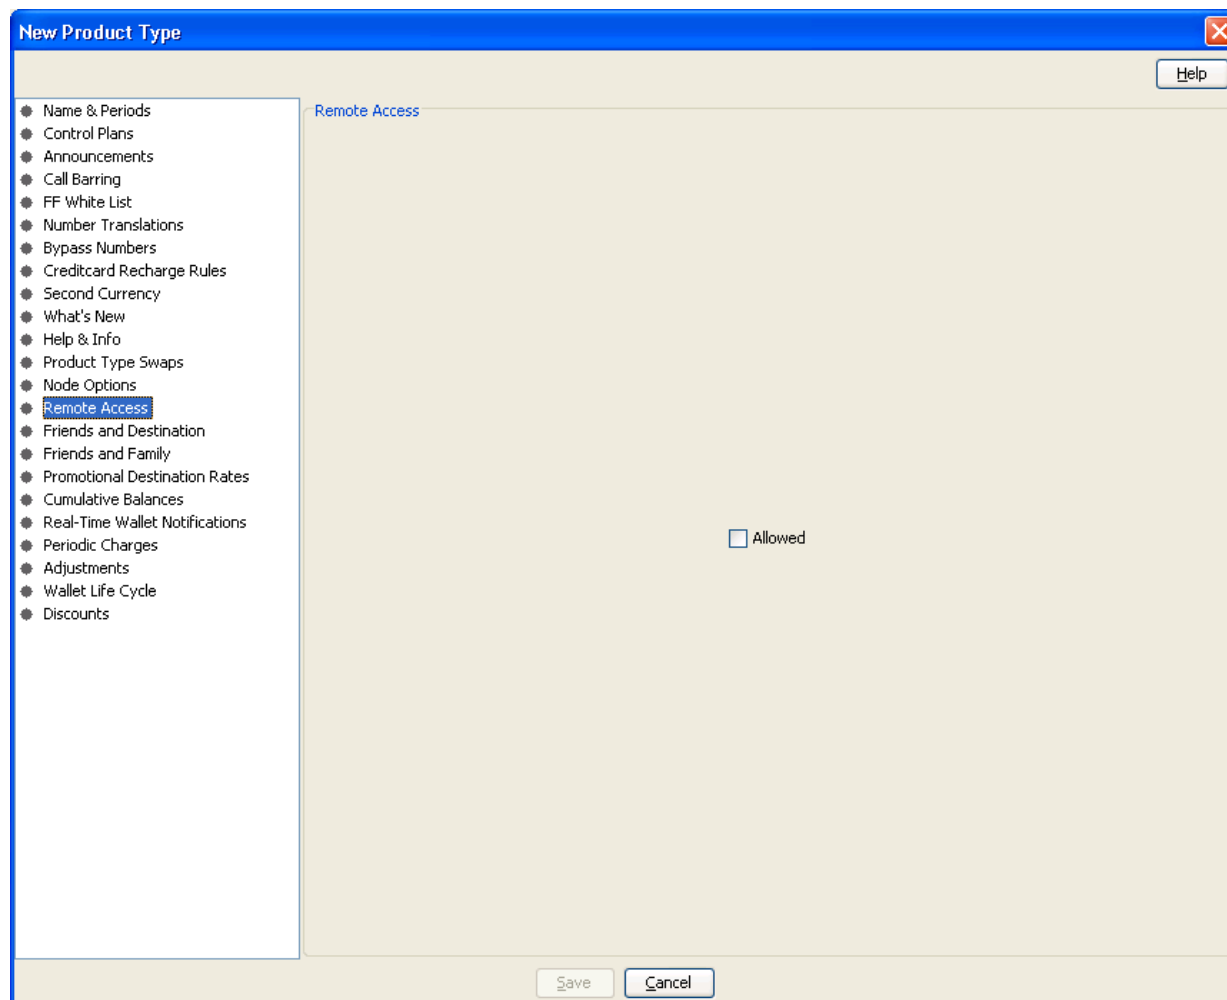 New Product Type
Help
Name & Periods
Control Plans
Announcements
Call Barring
FF White List
Number Translations
Bypass Numbers
Creditcard Recharge Rules
Second Currency
What's New
Help & Info
Product Type Swaps
Node Options
Remote Access
Friends and Destination
Friends and Family
Promotional Destination Rates
Cumulative Balances
Real-Time Wallet Notifications
Periodic Charges
Adjustments
Wallet Life Cycle
Discounts
Remote Access
Allowed
Save
Cancel